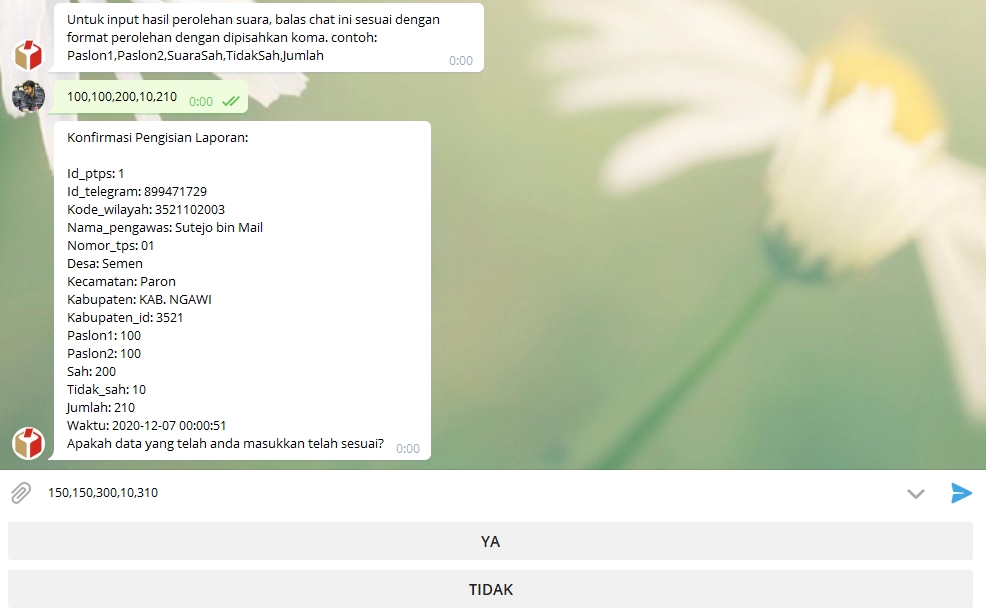 Untuk input hasil perolehan suara, balas chat ini sesuai dengan
format perolehan dengan dipisahkan koma. contoh:
Paslon1,Paslon2,SuaraSah,TidakSah,Jumlah
0:00
100,100,200,10,210 0:00
Konfirmasi Pengisian Laporan:
Id_ptps: 1
Id_telegram: 899471729
Kode_wilayah: 3521102003
Nama_pengawas: Sutejo bin Mail
Nomor_tps: 01
Desa: Semen
Kecamatan: Paron
Kabupaten: KAB. NGAWI
Kabupaten_id: 3521
Paslon1: 100
Paslon2: 100
Sah: 200
Tidak_sah: 10
Jumlah: 210
Waktu: 2020-12-07 00:00:51
Apakah data yang telah anda masukkan telah sesuai? 0:00
150,150,300,10,310
YA
TIDAK